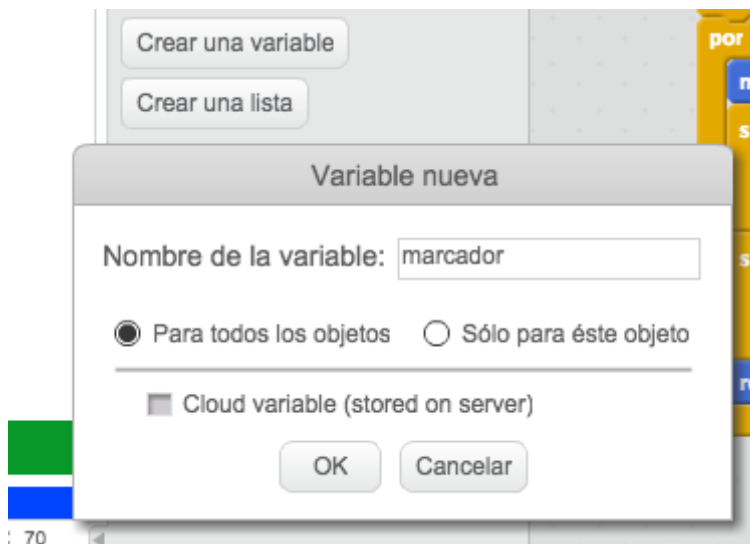 Crear una variable
por
Crear una lista
Variable nueva
Nombre de la variable: marcador
Para todos los objetos Sólo para éste objeto
Cloud variable (stored on server)
OK Cancelar
: 70